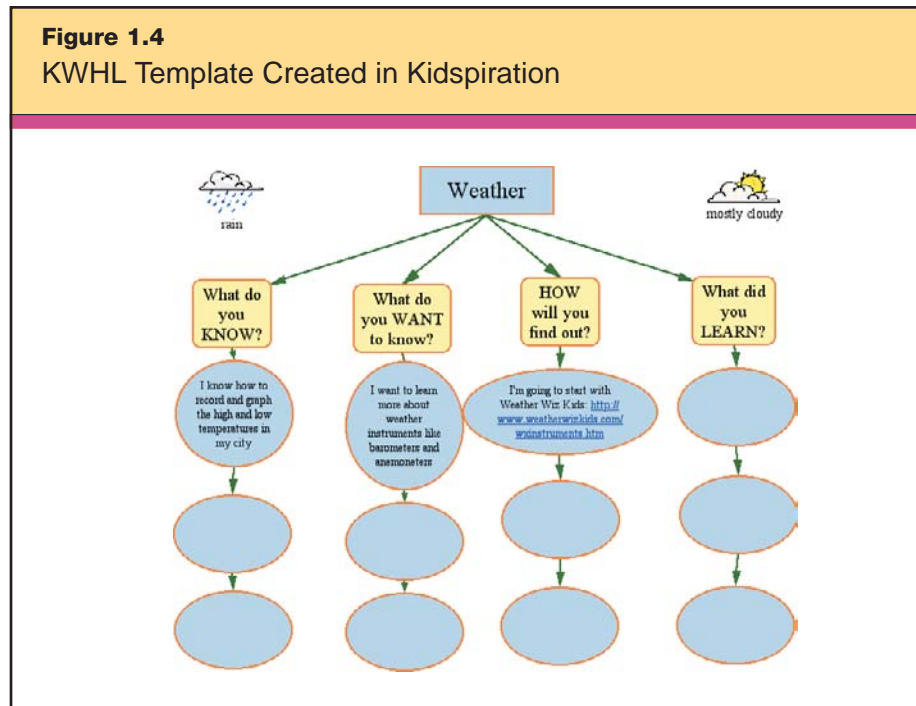 Figure 1.4
KWHL Template Created in Kidspiration
Weather
rain
mostly cloudy
What do
you
KNOW?
I know how to
record and graph
the high and low
temperatures in
my city
What do
you WANT
to know?
I want to learn
more about
weather
instruments like
barometers and
anemometers
HOW
will you
find out?
I'm going to start with
Weather Wiz Kids: http://
www.weatherwizkids.com/
wxinstruments.htm
What did
you
LEARN?